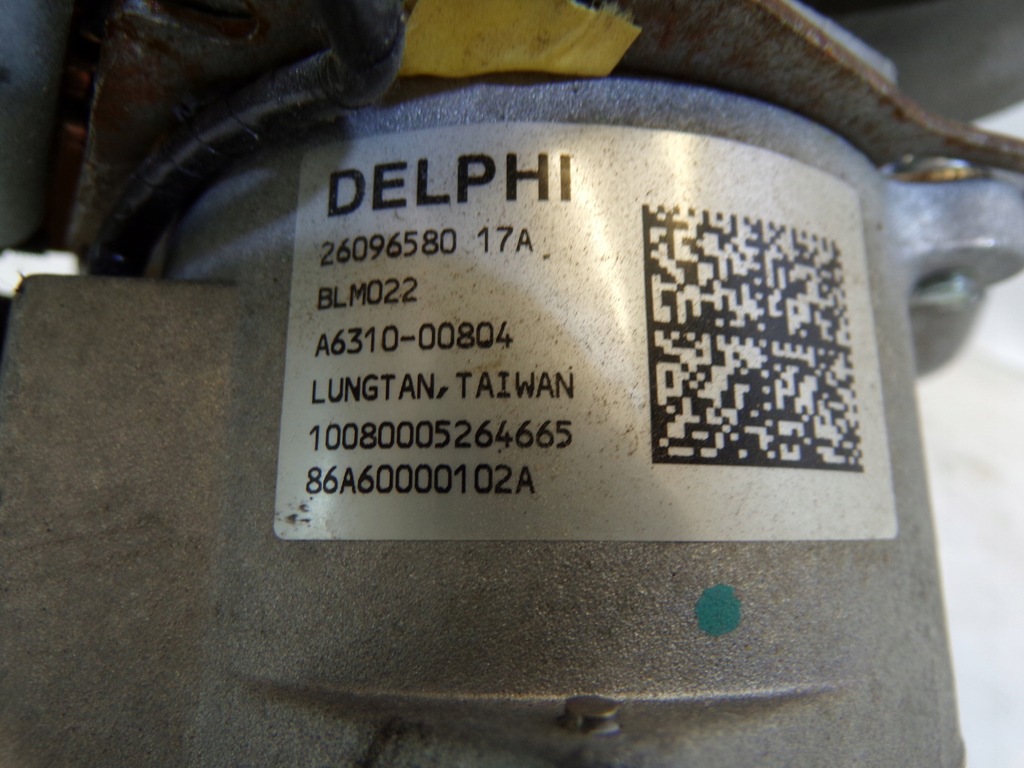 DELPHI
26096580 17A
BLM022
A6310-00804
LUNGTAN, TAIWAN
10080005264665
86A60000102A